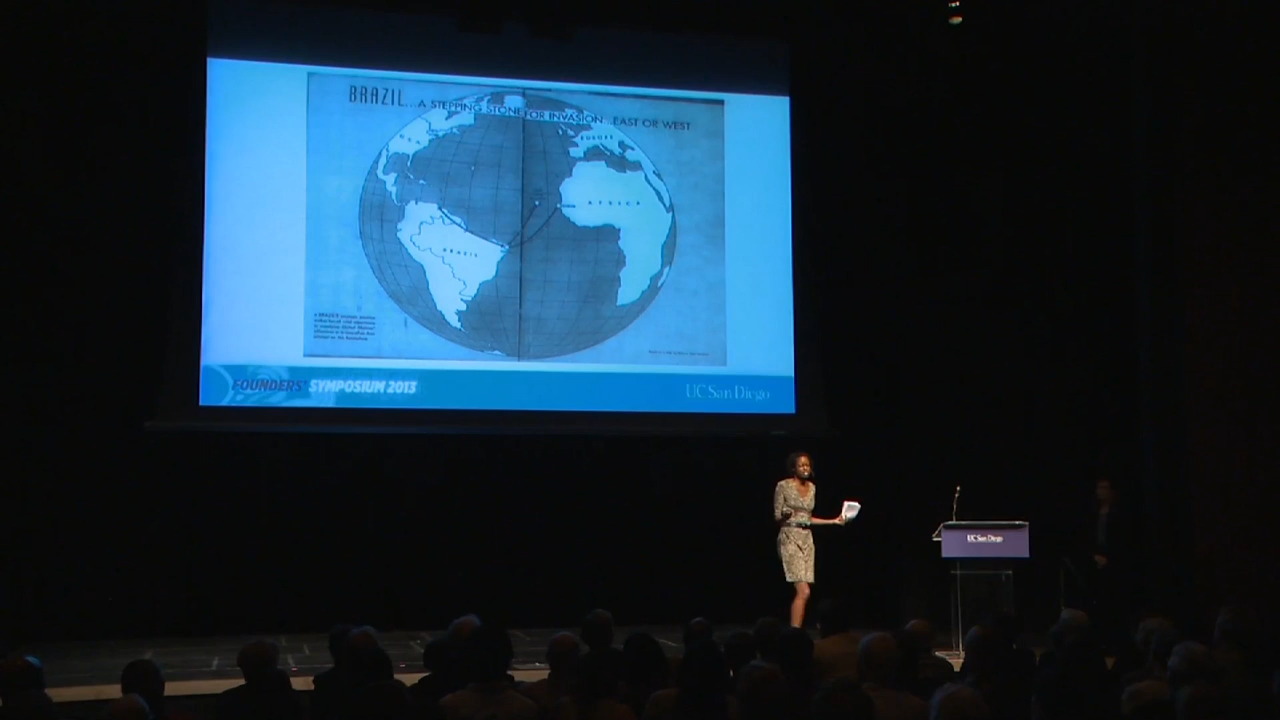 BRAZIL...A STEPPING STONE FOR INVASION...EAST OR WEST
EUROPE
AFRICA
BRAZIL
FOUNDERS' SYMPOSIUM 2013
UC San Diego
UC San Diego